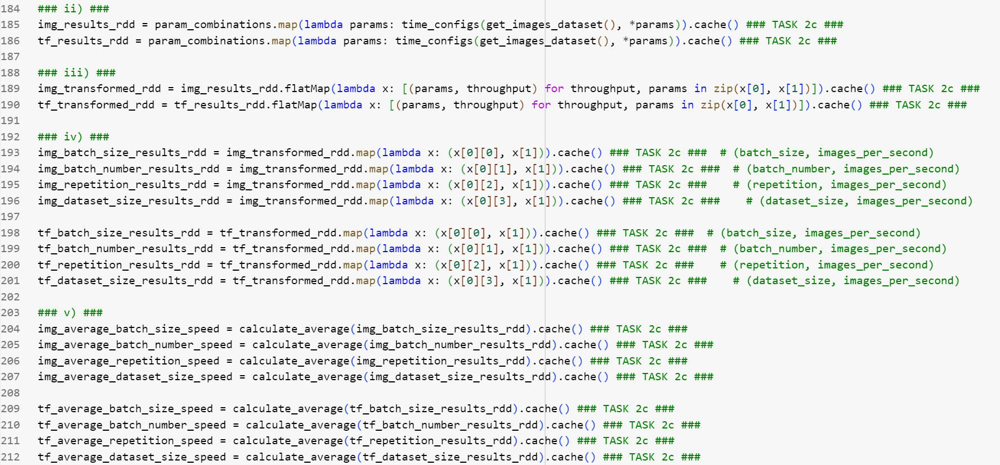 184 ### ii) ###
185 img_results_rdd = param_combinations.map(lambda params: time_configs(get_images_dataset(), *params)).cache() ### TASK 2c ###
186 tf_results_rdd = param_combinations.map(lambda params: time_configs(get_images_dataset(), *params)).cache() ### TASK 2c ###
187
188 ### iii) ###
189 img_transformed_rdd = img_results_rdd.flatMap(lambda x: [(params, throughput) for throughput, params in zip(x[0], x[1])]).cache() ### TASK 2c ###
190 tf_transformed_rdd = tf_results_rdd.flatMap(lambda x: [(params, throughput) for throughput, params in zip(x[0], x[1])]).cache() ### TASK 2c ###
191
192 ### iv) ###
193 img_batch_size_results_rdd = img_transformed_rdd.map(lambda x: (x[0][0], x[1])).cache() ### TASK 2c ###  # (batch_size, images_per_second)
194 img_batch_number_results_rdd = img_transformed_rdd.map(lambda x: (x[0][1], x[1])).cache() ### TASK 2c ###  # (batch_number, images_per_second)
195 img_repetition_results_rdd = img_transformed_rdd.map(lambda x: (x[0][2], x[1])).cache() ### TASK 2c ###    # (repetition, images_per_second)
196 img_dataset_size_results_rdd = img_transformed_rdd.map(lambda x: (x[0][3], x[1])).cache() ### TASK 2c ###    # (dataset_size, images_per_second)
197
198 tf_batch_size_results_rdd = tf_transformed_rdd.map(lambda x: (x[0][0], x[1])).cache() ### TASK 2c ###  # (batch_size, images_per_second)
199 tf_batch_number_results_rdd = tf_transformed_rdd.map(lambda x: (x[0][1], x[1])).cache() ### TASK 2c ###  # (batch_number, images_per_second)
200 tf_repetition_results_rdd = tf_transformed_rdd.map(lambda x: (x[0][2], x[1])).cache() ### TASK 2c ###    # (repetition, images_per_second)
201 tf_dataset_size_results_rdd = tf_transformed_rdd.map(lambda x: (x[0][3], x[1])).cache() ### TASK 2c ###    # (dataset_size, images_per_second)
202
203 ### v) ###
204 img_average_batch_size_speed = calculate_average(img_batch_size_results_rdd).cache() ### TASK 2c ###
205 img_average_batch_number_speed = calculate_average(img_batch_number_results_rdd).cache() ### TASK 2c ###
206 img_average_repetition_speed = calculate_average(img_repetition_results_rdd).cache() ### TASK 2c ###
207 img_average_dataset_size_speed = calculate_average(img_dataset_size_results_rdd).cache() ### TASK 2c ###
208
209 tf_average_batch_size_speed = calculate_average(tf_batch_size_results_rdd).cache() ### TASK 2c ###
210 tf_average_batch_number_speed = calculate_average(tf_batch_number_results_rdd).cache() ### TASK 2c ###
211 tf_average_repetition_speed = calculate_average(tf_repetition_results_rdd).cache() ### TASK 2c ###
212 tf_average_dataset_size_speed = calculate_average(tf_dataset_size_results_rdd).cache() ### TASK 2c ###